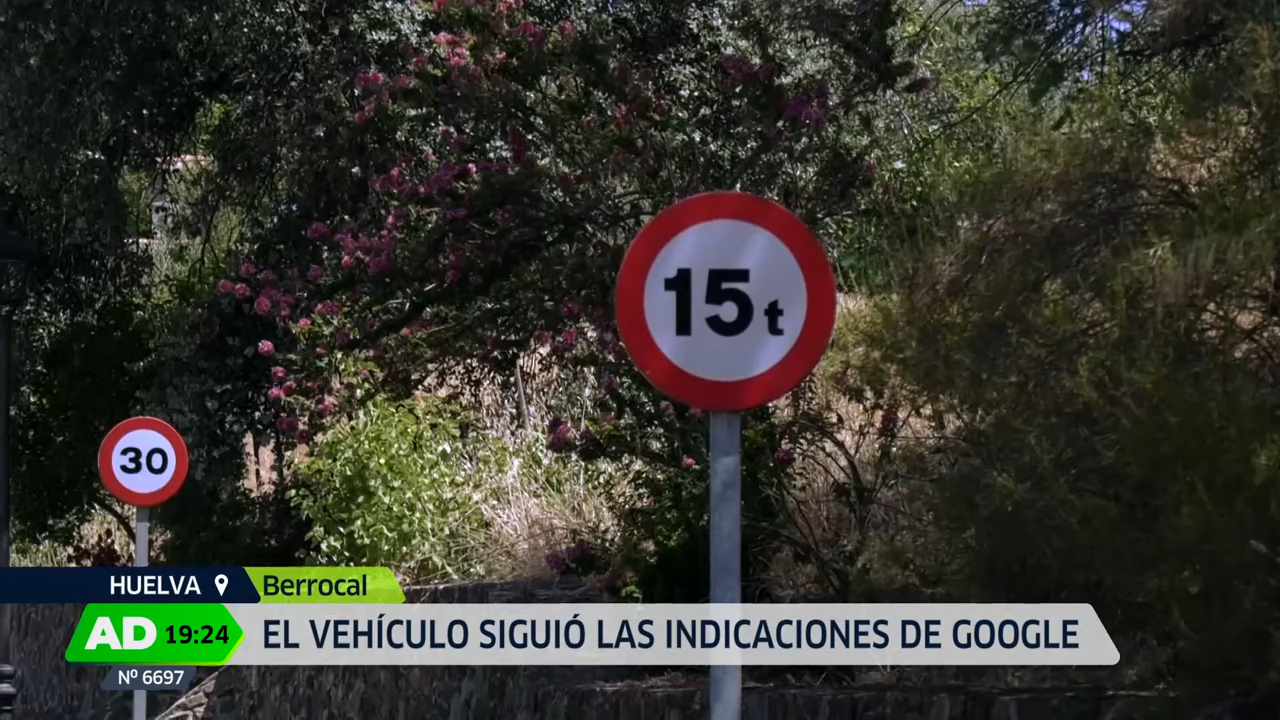 15t
30
HUELVA
Berrocal
AD 19:24
EL VEHÍCULO SIGUIÓ LAS INDICACIONES DE GOOGLE
Nº 6697